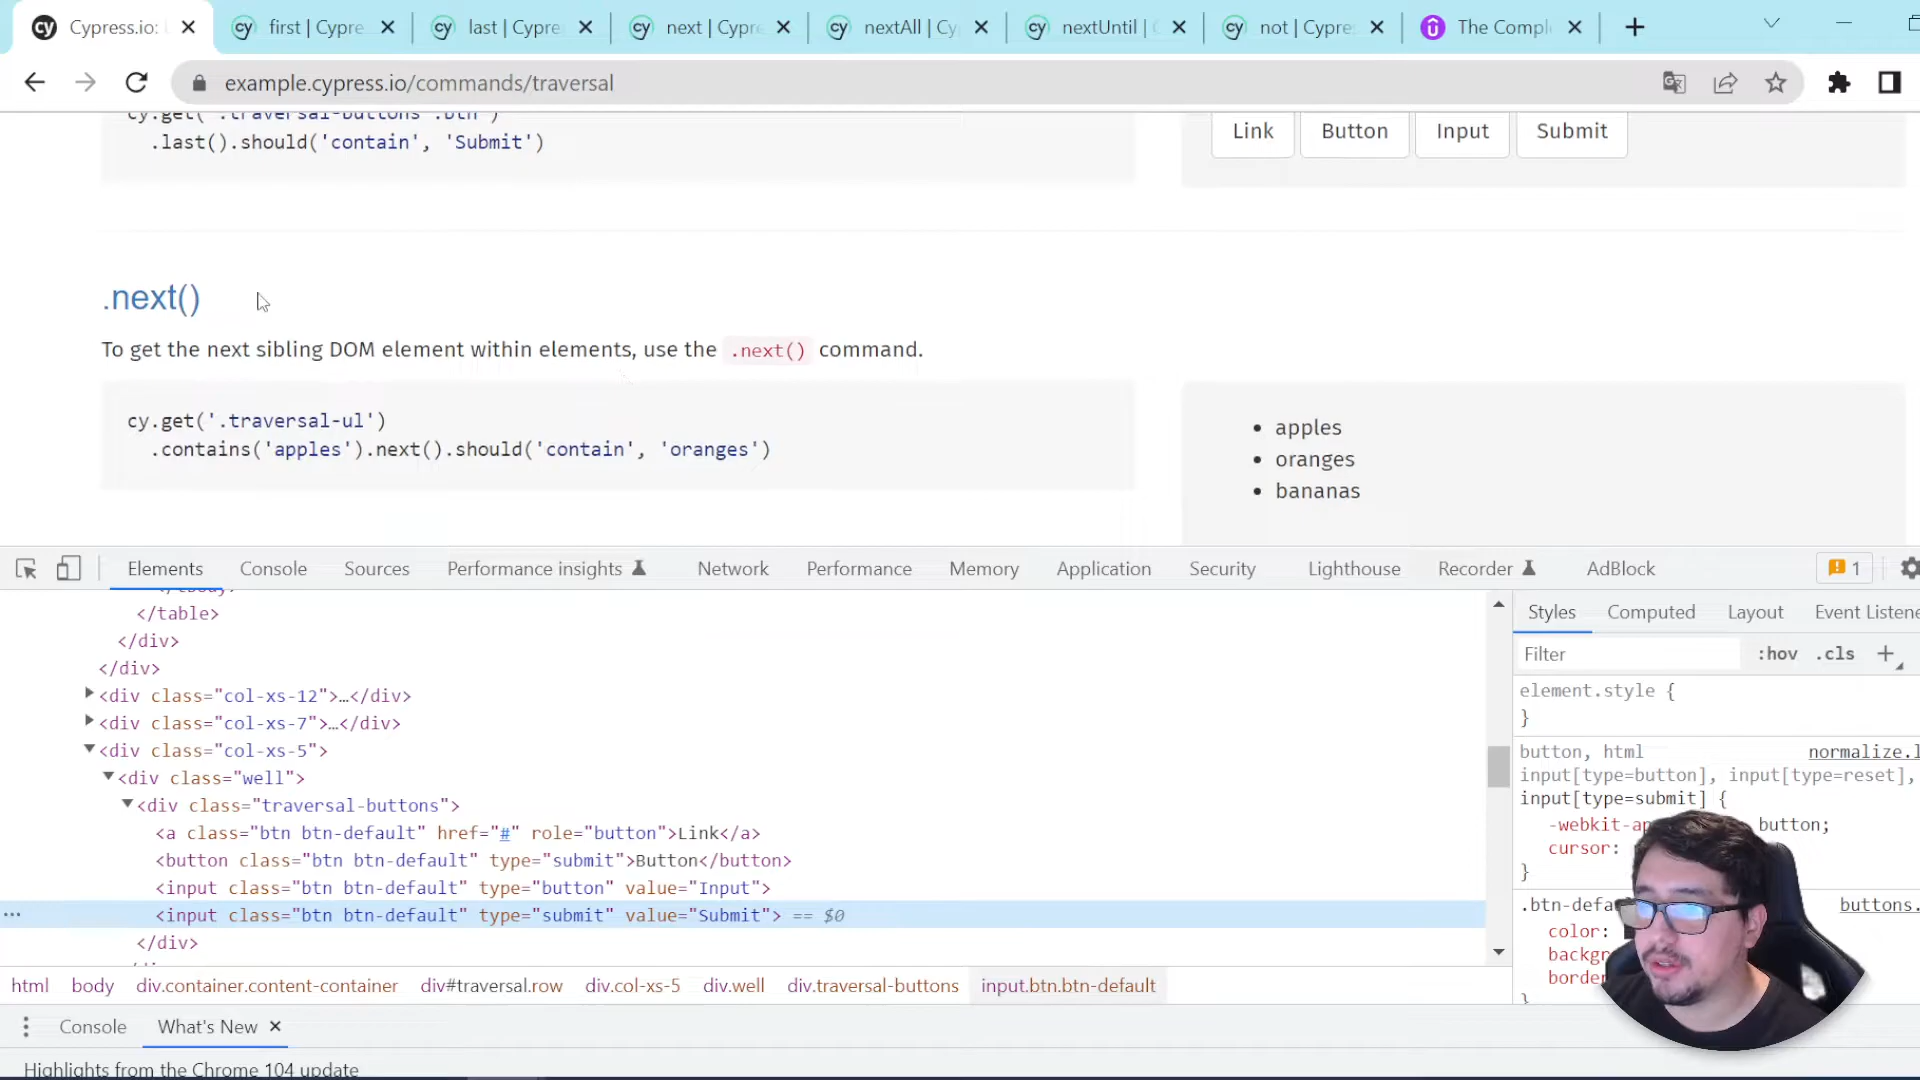 Cypress.io:
first | Cypre
last | Cypre
next | Cypre
nextAll | Cy
nextUntil |
not | Cypre
The Compl
example.cypress.io/commands/traversal
cy.get('.traversal-buttons .btn')
.last().should('contain', 'Submit')
Link
Button
Input
Submit
.next()
To get the next sibling DOM element within elements, use the .next() command.
cy.get('.traversal-ul')
.contains('apples').next().should('contain', 'oranges')
apples
oranges
bananas
Elements
Console
Sources
Performance insights
Network
Performance
Memory
Application
Security
Lighthouse
Recorder
AdBlock
1
</tbody>
</table>
</div>
</div>
<div class="col-xs-12">…</div>
<div class="col-xs-7">…</div>
<div class="col-xs-5">
<div class="well">
<div class="traversal-buttons">
<a class="btn btn-default" href="#" role="button">Link</a>
<button class="btn btn-default" type="submit">Button</button>
<input class="btn btn-default" type="button" value="Input">
<input class="btn btn-default" type="submit" value="Submit"> == $0
</div>
html
body
div.container.content-container
div#traversal.row
div.col-xs-5
div.well
div.traversal-buttons
input.btn.btn-default
Styles
Computed
Layout
Event Listene
Filter
:hov
.cls
element.style {
}
button, html
normalize.l
input[type=button], input[type=reset],
input[type=submit] {
-webkit-ap
button;
cursor:
}
.btn-defa
buttons.
color:
backgr
border
}
Console
What's New
Highlights from the Chrome 104 update